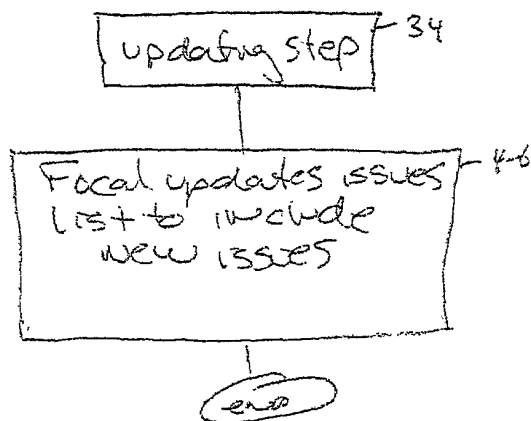 updating step
34
Focal updates issues
list to include
new issues
46
end